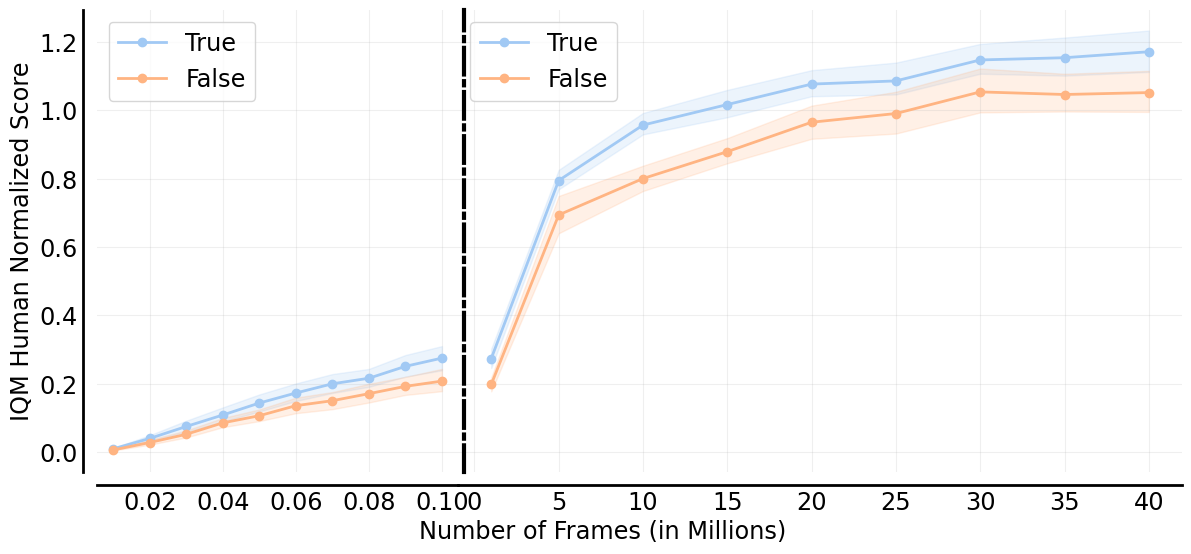 True
False
True
False
IQM Human Normalized Score
1.2
1.0
0.8
0.6
0.4
0.2
0.0
0.02 0.04 0.06 0.08 0.100 0 5 10 15 20 25 30 35 40
Number of Frames (in Millions)